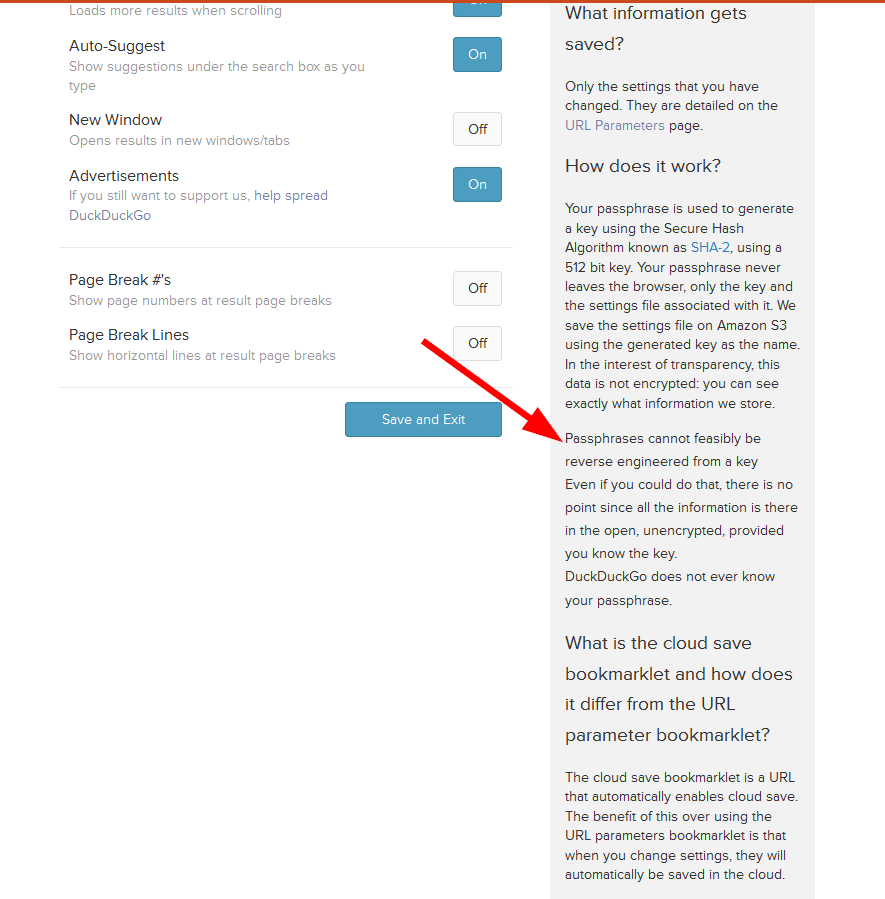 Loads more results when scrolling
Auto-Suggest
On
Show suggestions under the search box as you
type
New Window
Off
Opens results in new windows/tabs
Advertisements
On
If you still want to support us, help spread
DuckDuckGo
Page Break #'s
Off
Show page numbers at result page breaks
Page Break Lines
Off
Show horizontal lines at result page breaks
Save and Exit
What information gets
saved?
Only the settings that you have
changed. They are detailed on the
URL Parameters page.
How does it work?
Your passphrase is used to generate
a key using the Secure Hash
Algorithm known as SHA-2, using a
512 bit key. Your passphrase never
leaves the browser, only the key and
the settings file associated with it. We
save the settings file on Amazon S3
using the generated key as the name.
In the interest of transparency, this
data is not encrypted: you can see
exactly what information we store.
Passphrases cannot feasibly be
reverse engineered from a key
Even if you could do that, there is no
point since all the information is there
in the open, unencrypted, provided
you know the key.
DuckDuckGo does not ever know
your passphrase.
What is the cloud save
bookmarklet and how does
it differ from the URL
parameter bookmarklet?
The cloud save bookmarklet is a URL
that automatically enables cloud save.
The benefit of this over using the
URL parameters bookmarklet is that
when you change settings, they will
automatically be saved in the cloud.